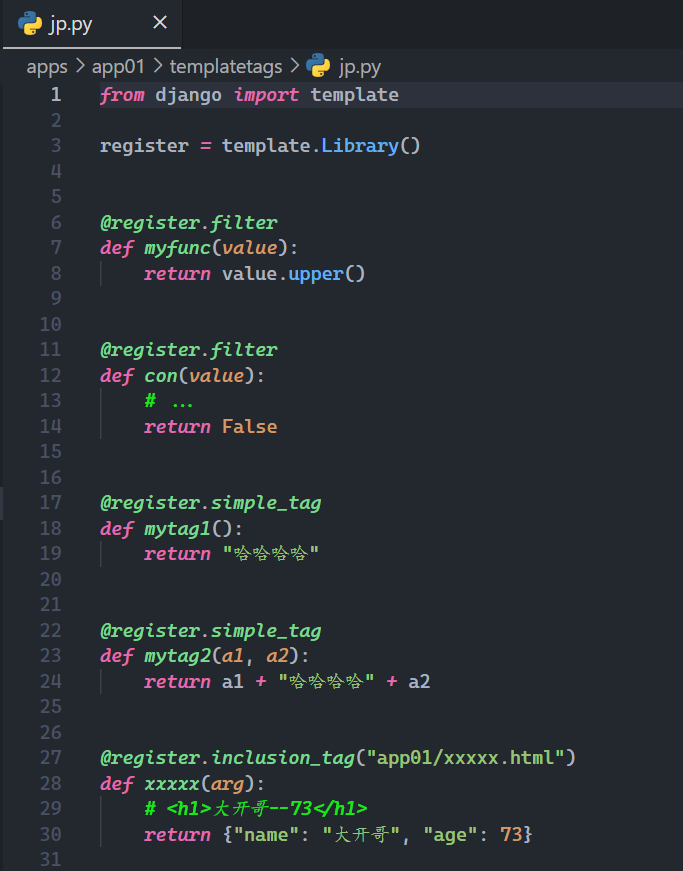 jp.py
apps > app01 > templatetags > jp.py
1 from django import template
2
3 register = template.Library()
4
5
6 @register.filter
7 def myfunc(value):
8     return value.upper()
9
10
11 @register.filter
12 def con(value):
13     # ...
14     return False
15
16
17 @register.simple_tag
18 def mytag1():
19     return "哈哈哈哈"
20
21
22 @register.simple_tag
23 def mytag2(a1, a2):
24     return a1 + "哈哈哈哈" + a2
25
26
27 @register.inclusion_tag("app01/xxxxx.html")
28 def xxxxx(arg):
29     # <h1>大开哥--73</h1>
30     return {"name": "大开哥", "age": 73}
31